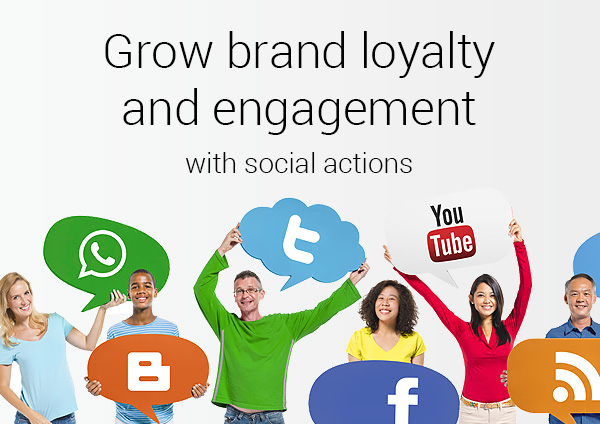 Grow brand loyalty
and engagement
with social actions
You
Tube
t
B
f